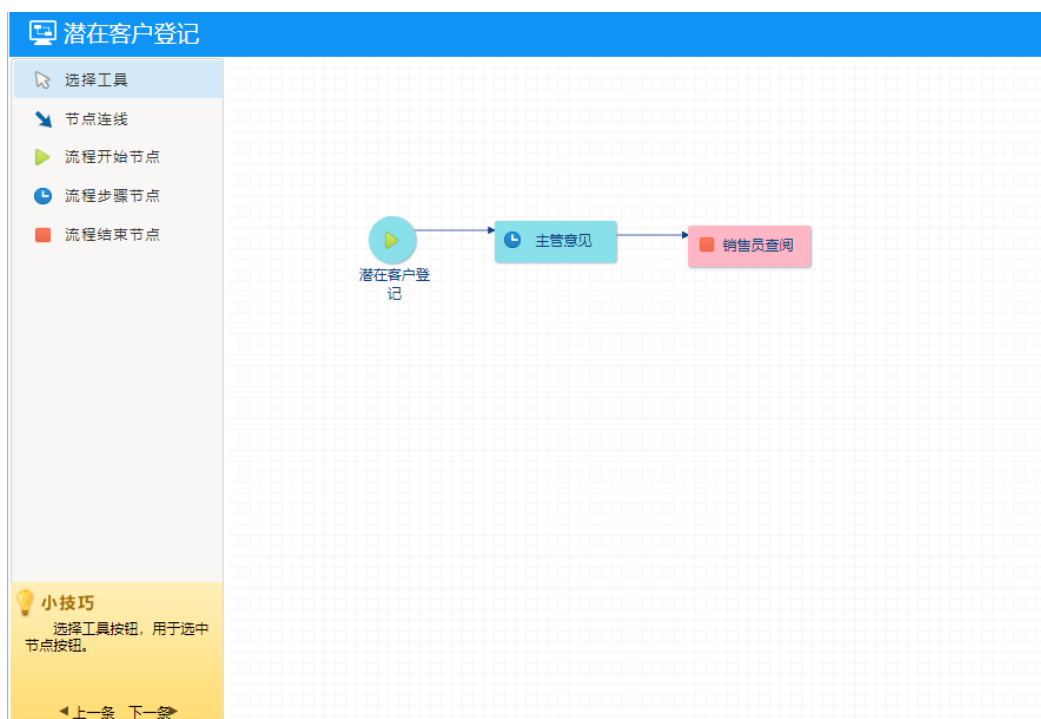 潜在客户登记
选择工具
节点连线
流程开始节点
流程步骤节点
流程结束节点
主管意见
销售员查阅
潜在客户登
记
小技巧
选择工具按钮，用于选中
节点按钮。
上一条 下一条